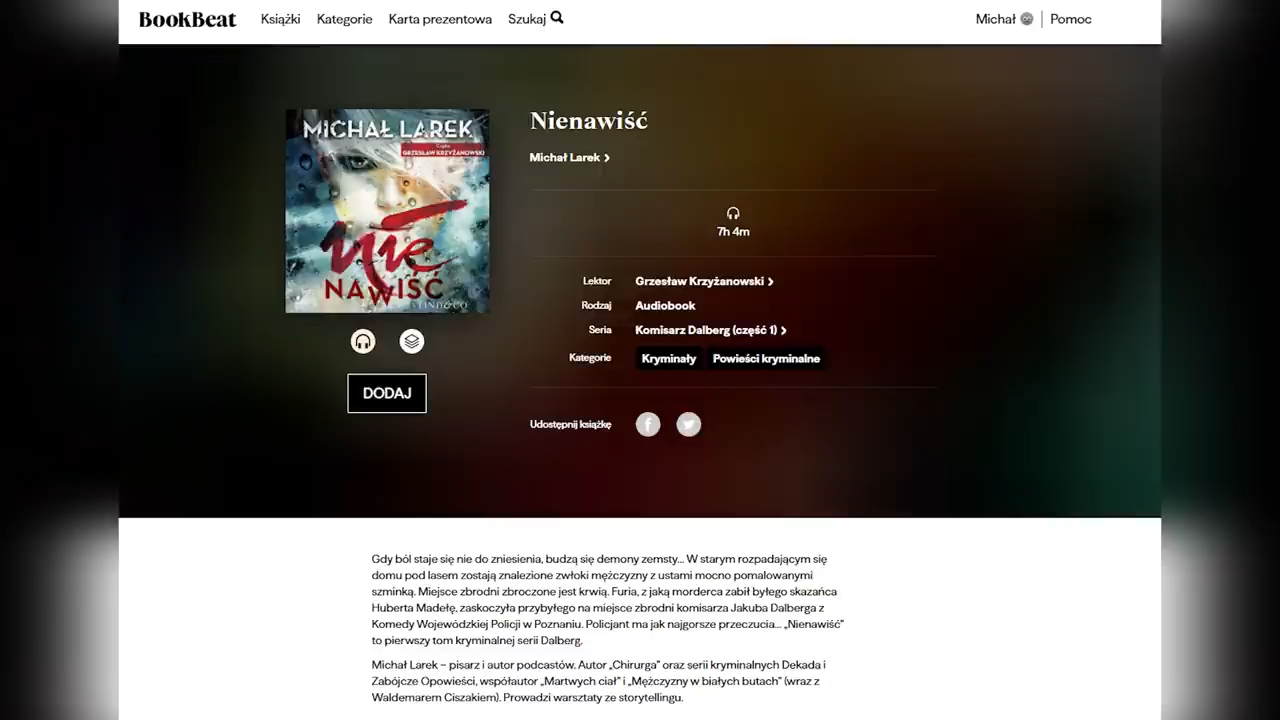 BookBeat Książki Kategorie Karta prezentowa Szukaj Michał Pomoc
MICHAŁ LAREK
Czyta
GRZESŁAW KRZYŻANOWSKI
nie
NAWIŚĆ
LIND&CO
DODAJ
Nienawiść
Michał Larek
7h 4m
Lektor Grzesław Krzyżanowski
Rodzaj Audiobook
Seria Komisarz Dalberg (część 1)
Kategorie Kryminały Powieści kryminalne
Udostępnij książkę
Gdy ból staje się nie do zniesienia, budzą się demony zemsty... W starym rozpadającym się
domu pod lasem zostają znalezione zwłoki mężczyzny z ustami mocno pomalowanymi
szminką. Miejsce zbrodni zbroczone jest krwią. Furia, z jaką morderca zabił byłego skazańca
Huberta Madełę, zaskoczyła przybyłego na miejsce zbrodni komisarza Jakuba Dalberga z
Komedy Wojewódzkiej Policji w Poznaniu. Policjant ma jak najgorsze przeczucia... „Nienawiść"
to pierwszy tom kryminalnej serii Dalberg.
Michał Larek – pisarz i autor podcastów. Autor „Chirurga" oraz serii kryminalnych Dekada i
Zabójcze Opowieści, współautor „Martwych ciał" i „Mężczyzny w białych butach" (wraz z
Waldemarem Ciszakiem). Prowadzi warsztaty ze storytellingu.